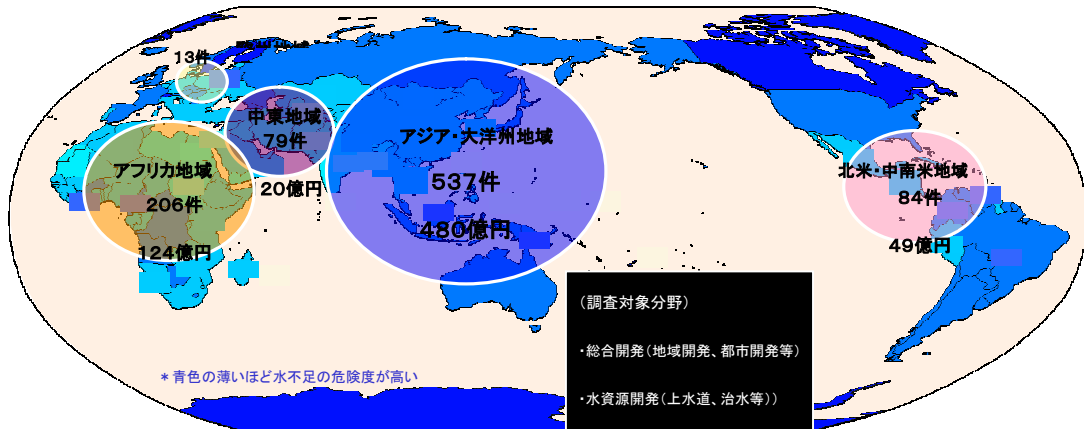 13件
中東地域
79件
20億円
アフリカ地域
206件
124億円
アジア・大洋州地域
537件
480億円
北米・中南米地域
84件
49億円
(調査対象分野)
・総合開発(地域開発、都市開発等)
・水資源開発(上水道、治水等))
＊青色の薄いほど水不足の危険度が高い